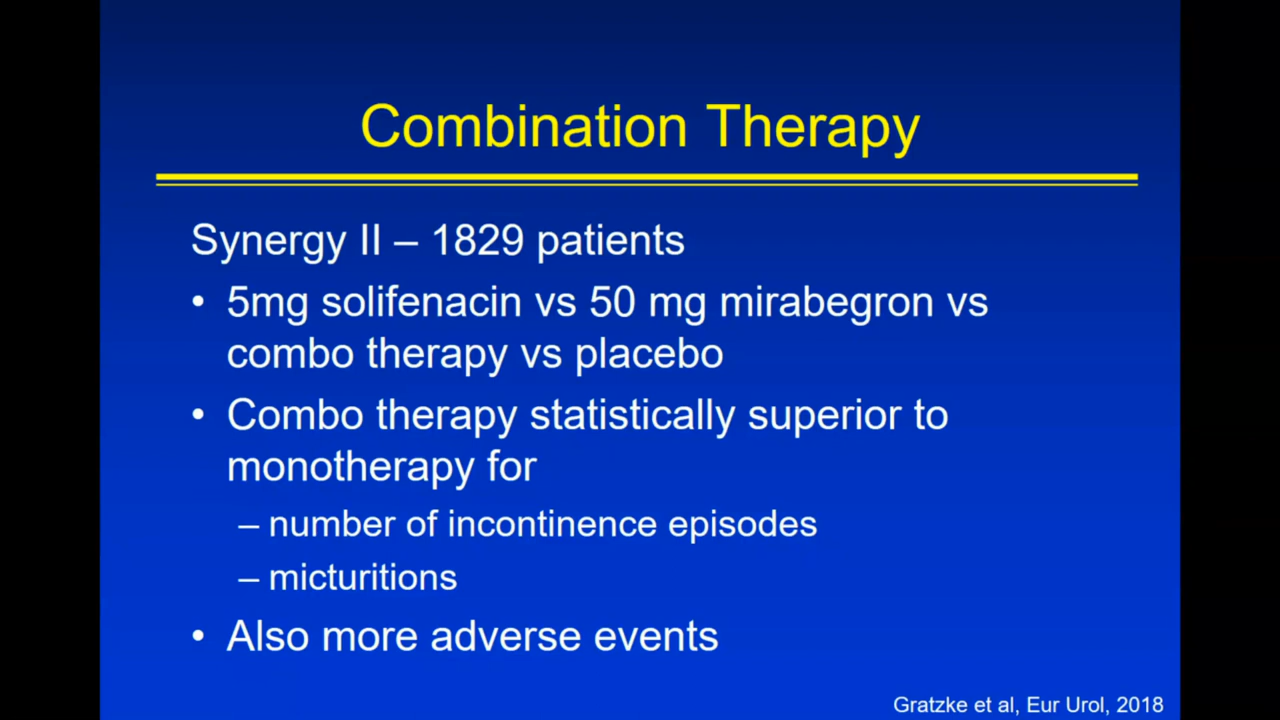 Combination Therapy
Synergy II – 1829 patients
• 5mg solifenacin vs 50 mg mirabegron vs
combo therapy vs placebo
• Combo therapy statistically superior to
monotherapy for
– number of incontinence episodes
– micturitions
• Also more adverse events
Gratzke et al, Eur Urol, 2018